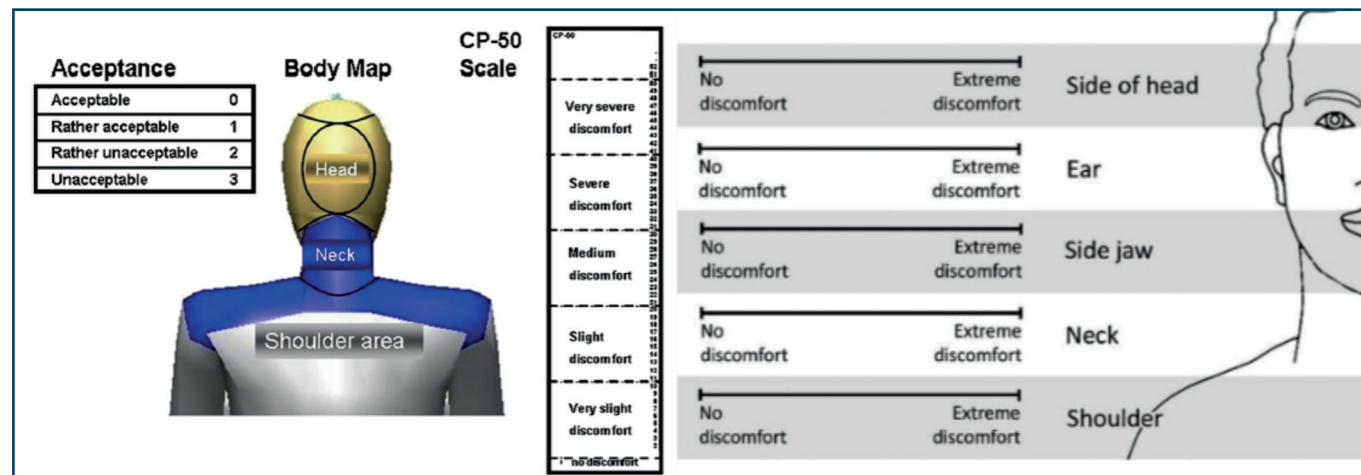 Acceptance
Acceptable 0
Rather acceptable 1
Rather unacceptable 2
Unacceptable 3
Body Map
Head
Neck
Shoulder area
CP-50
Scale
CP-50
Very severe
discomfort
Severe
discomfort
Medium
discomfort
Slight
discomfort
Very slight
discomfort
no discomfort
No
discomfort
Extreme
discomfort
Side of head
No
discomfort
Extreme
discomfort
Ear
No
discomfort
Extreme
discomfort
Side jaw
No
discomfort
Extreme
discomfort
Neck
No
discomfort
Extreme
discomfort
Shoulder